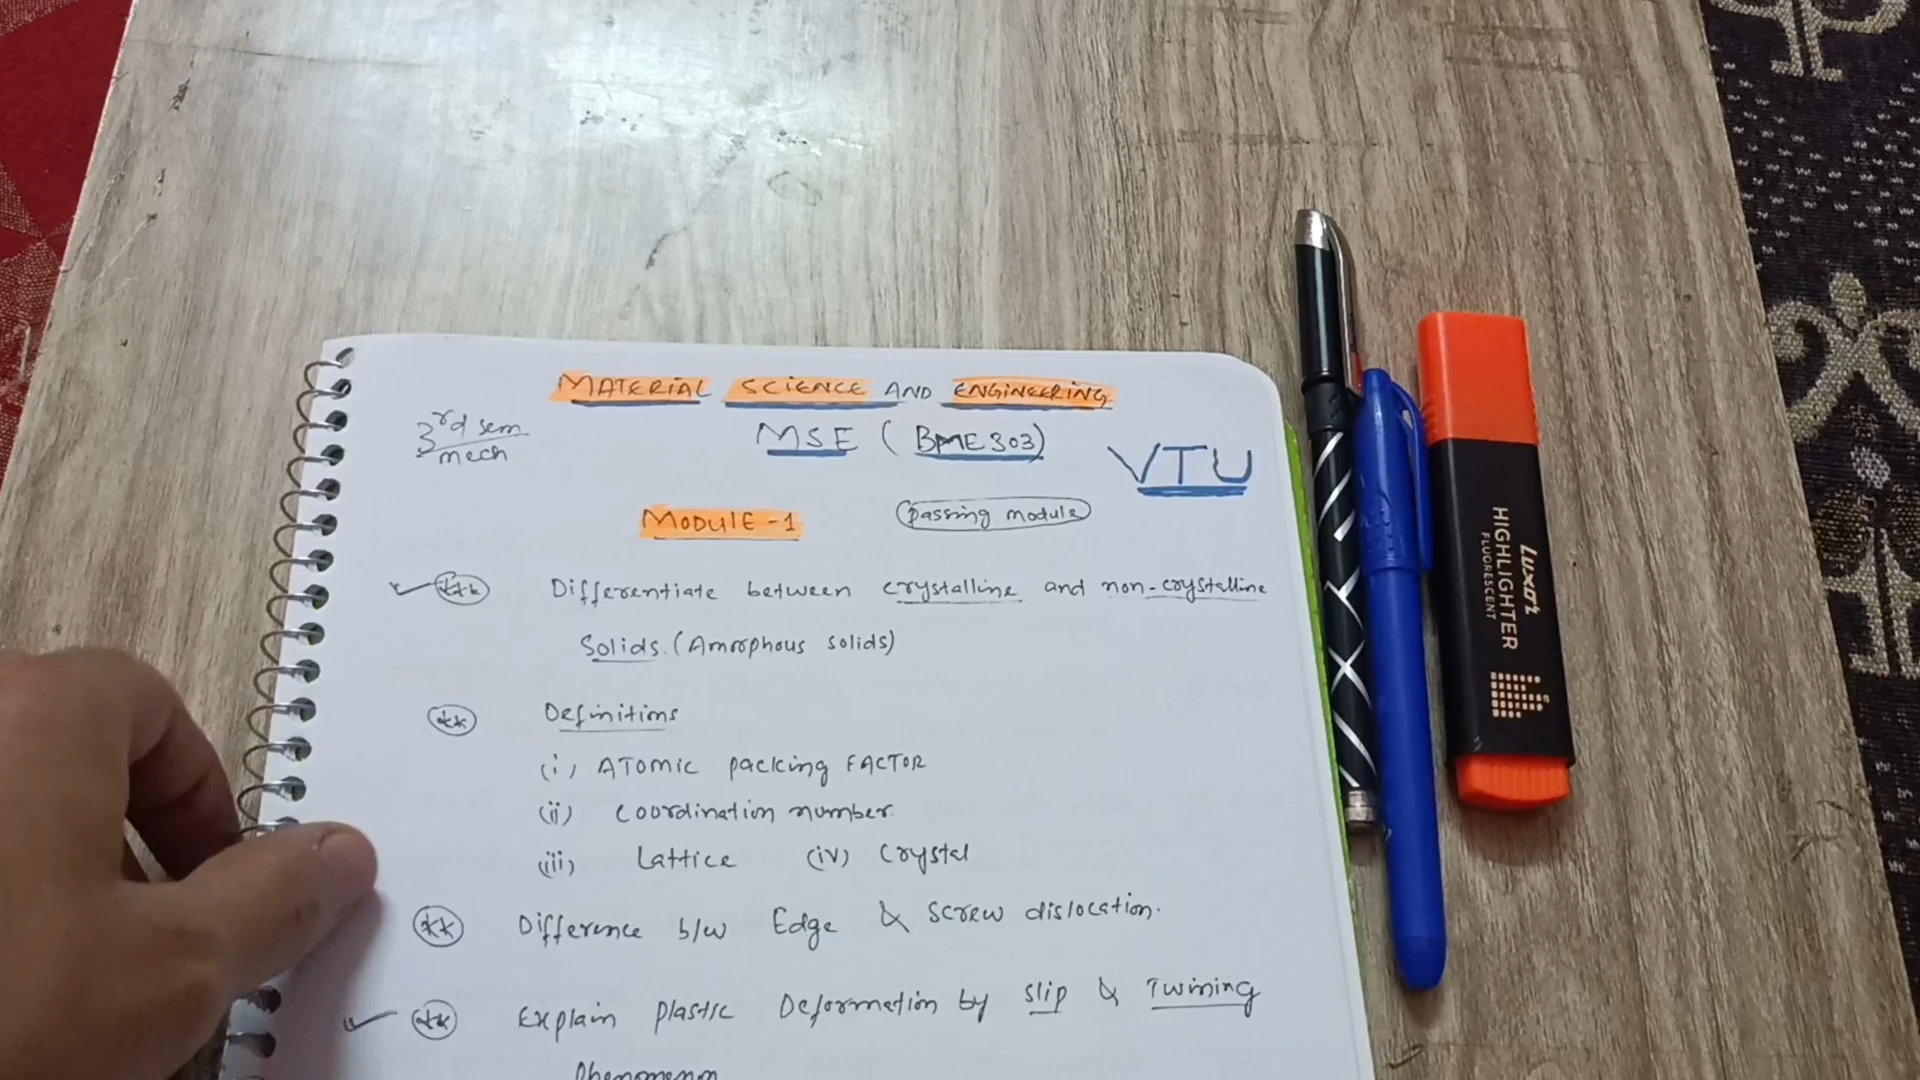 MATERIAL SCIENCE AND ENGINEERING
3rd sem
mech
MSE (BME303)
VTU
MODULE-1
passing module
*** Differentiate between crystalline and non-crystalline
Solids. (Amorphous solids)
** Definitions
(i) ATOMIC packing FACTOR
(ii) Coordination number.
(iii) Lattice (iv) Crystal
** Difference b/w Edge & Screw dislocation.
** Explain plastic Deformation by slip & Twining
Phenomenon
Luxor
HIGHLIGHTER
FLUORESCENT